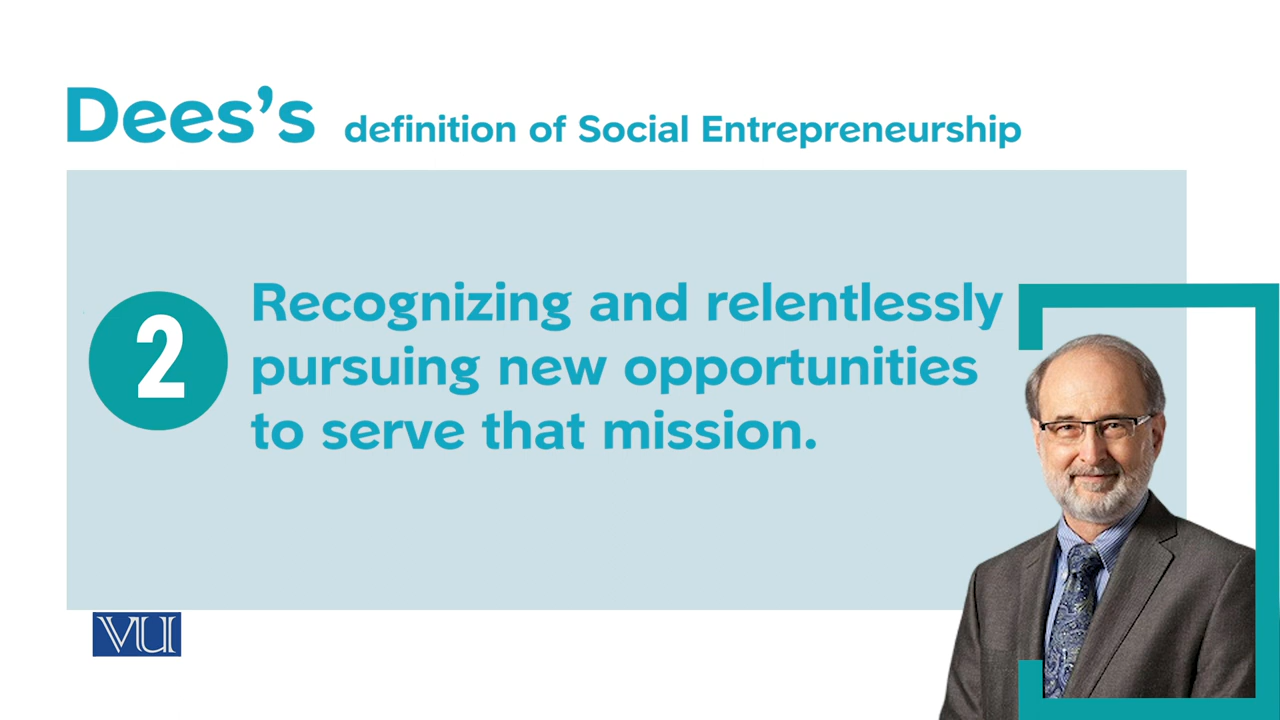 Dees’s definition of Social Entrepreneurship
2
Recognizing and relentlessly
pursuing new opportunities
to serve that mission.
VU